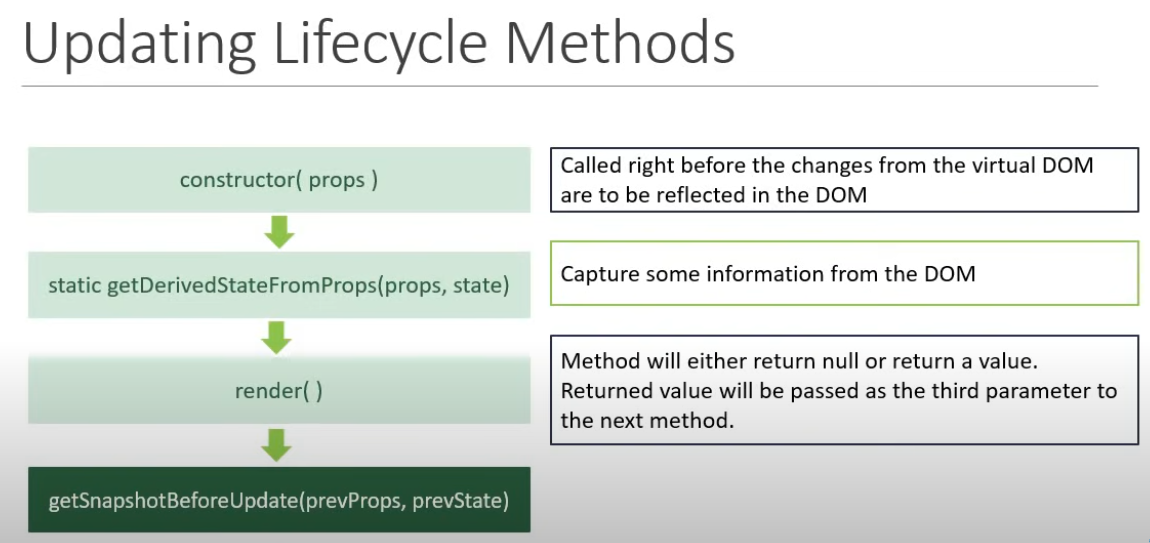 Updating Lifecycle Methods
constructor( props )
static getDerivedStateFromProps(props, state)
render( )
getSnapshotBeforeUpdate(prevProps, prevState)
Called right before the changes from the virtual DOM
are to be reflected in the DOM
Capture some information from the DOM
Method will either return null or return a value.
Returned value will be passed as the third parameter to
the next method.